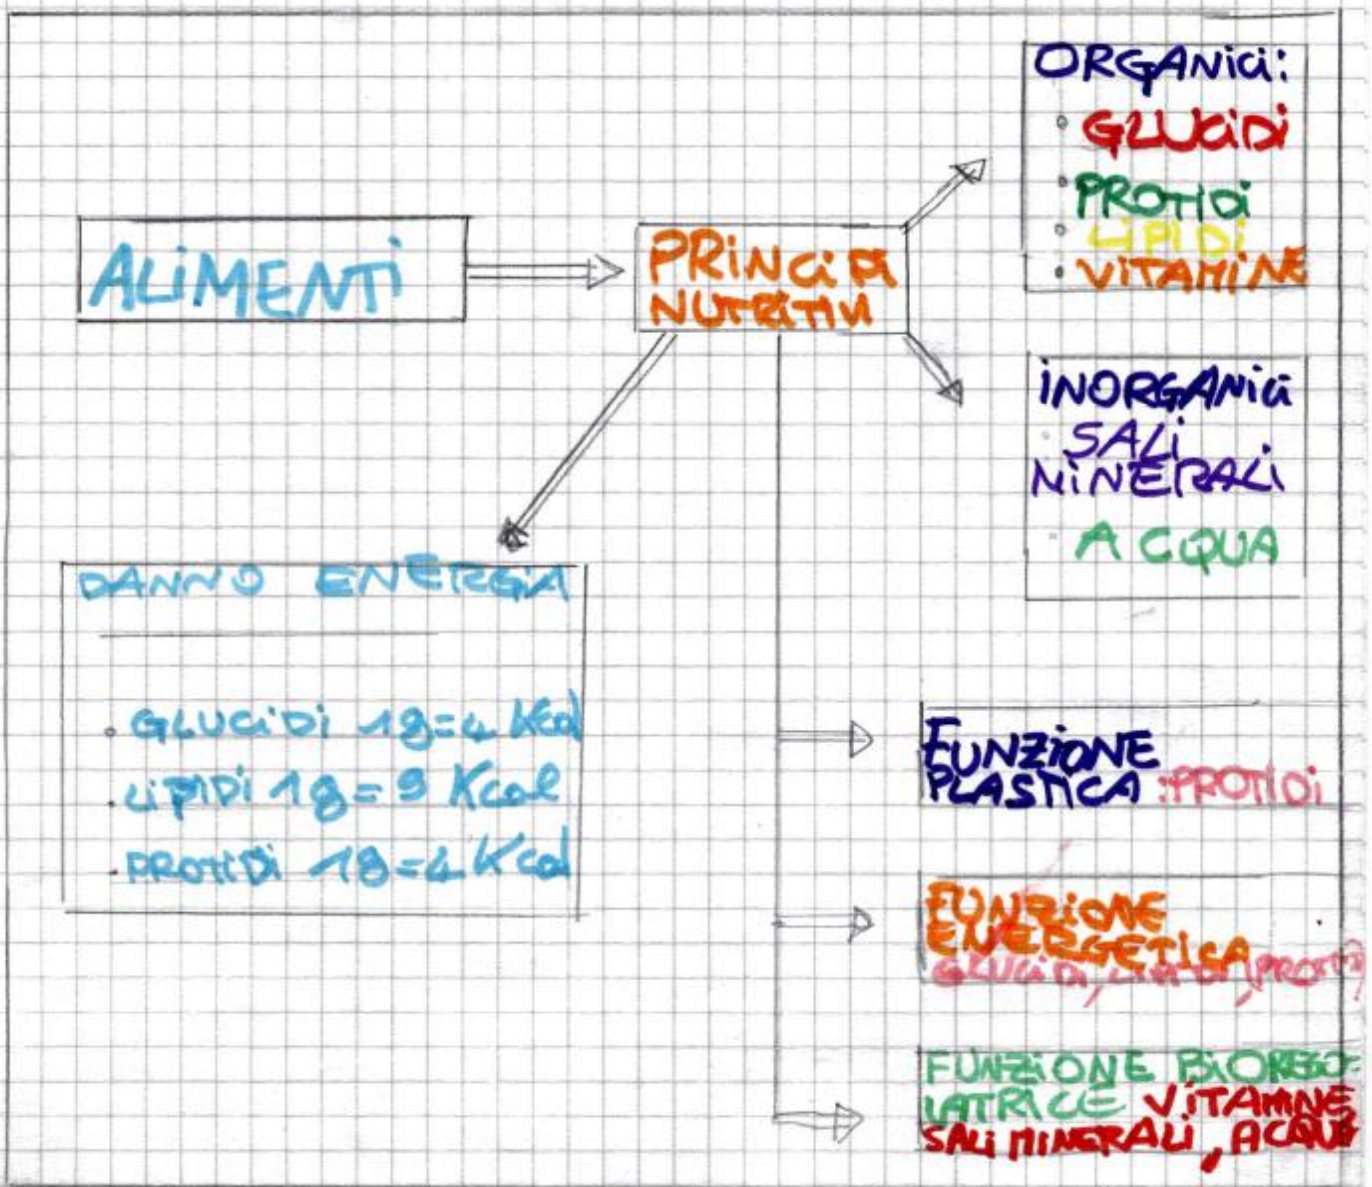 ALIMENTI
PRINCIPI
NUTRITIVI
ORGANICI:
GLUCIDI
PROTIDI
LIPIDI
VITAMINE
INORGANICI
SALI
MINERALI
ACQUA
DANNO ENERGIA
GLUCIDI 1g=4 Kcal
LIPIDI 1g=9 Kcal
PROTIDI 1g=4 Kcal
FUNZIONE
PLASTICA :PROTIDI
FUNZIONE
ENERGETICA
GLUCIDI, LIPIDI, (PROTIDI)
FUNZIONE BIOREGO=
LATRICE VITAMINE
SALI MINERALI, ACQUA